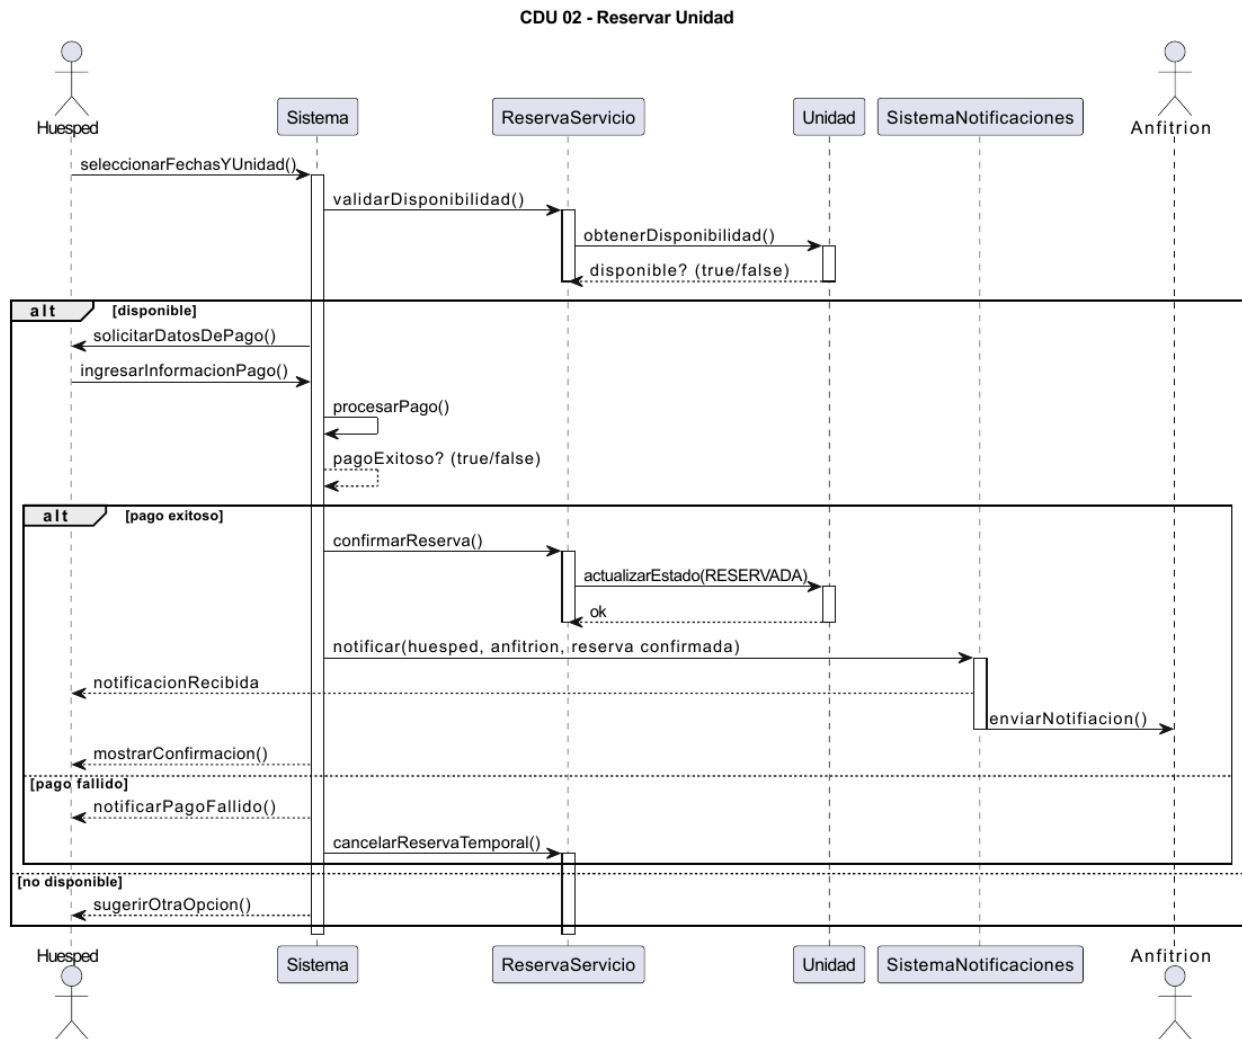 CDU 02 - Reservar Unidad
Huesped
Sistema
ReservaServicio
Unidad
SistemaNotificaciones
Anfitrion
seleccionarFechasYUnidad()
validarDisponibilidad()
obtenerDisponibilidad()
disponible? (true/false)
alt
[disponible]
solicitarDatosDePago()
ingresarInformacionPago()
procesarPago()
pagoExitoso? (true/false)
alt
[pago exitoso]
confirmarReserva()
actualizarEstado(RESERVADA)
ok
notificar(huesped, anfitrion, reserva confirmada)
notificacionRecibida
enviarNotifiacion()
mostrarConfirmacion()
[pago fallido]
notificarPagoFallido()
cancelarReservaTemporal()
[no disponible]
sugerirOtraOpcion()
Huesped
Sistema
ReservaServicio
Unidad
SistemaNotificaciones
Anfitrion